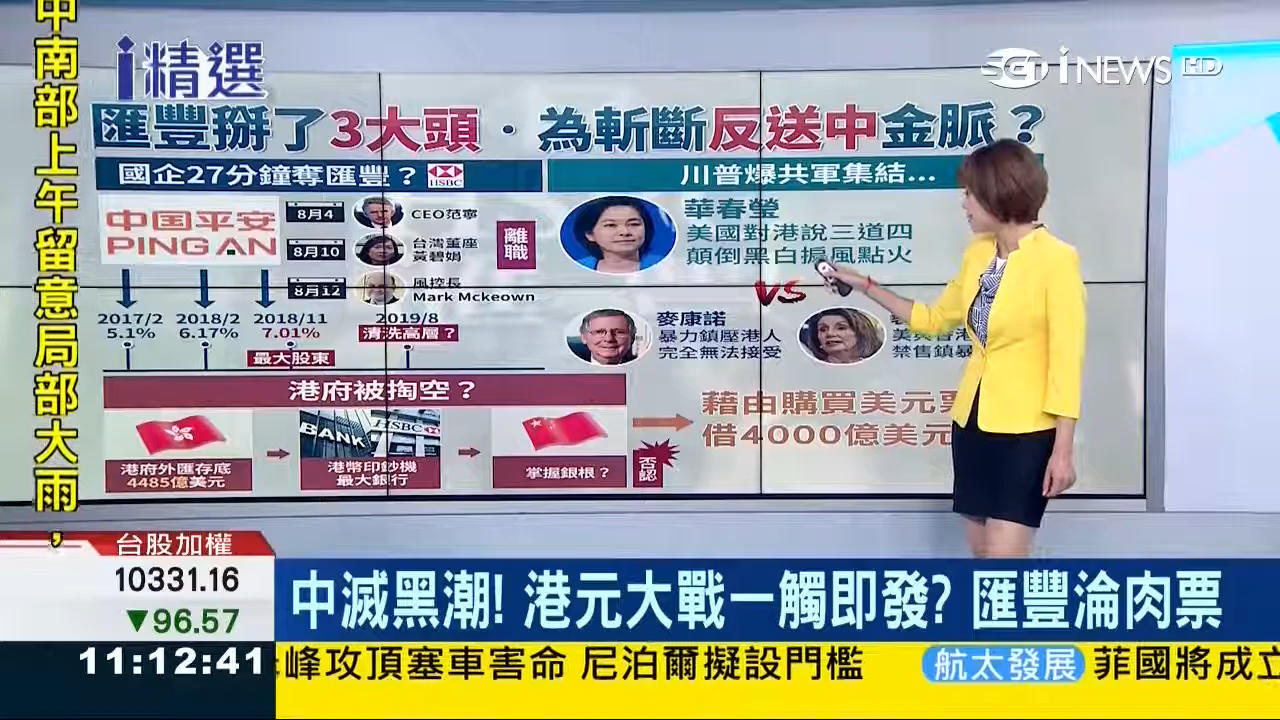 中南部上午留意局部大雨，
i精選
SET iNEWS HD
匯豐掰了3大頭．為斬斷反送中金脈？
國企27分鐘奪匯豐？
HSBC
中国平安
PING AN
8月4
CEO范寧
8月10
台灣董座
黃碧娟
8月12
風控長
Mark Mckeown
離職
2017/2
5.1%
2018/2
6.17%
2018/11
7.01%
2019/8
清洗高層？
最大股東
川普爆共軍集結...
華春瑩
美國對港說三道四
顛倒黑白搧風點火
VS
麥康諾
暴力鎮壓港人
完全無法接受
美與香港
禁售鎮暴
港府被掏空？
港府外匯存底
4485億美元
BANK
HSBC
港幣印鈔機
最大銀行
掌握銀根？
否認
藉由購買美元票
借4000億美元
台股加權
10331.16
▼96.57
11:12:41
中滅黑潮! 港元大戰一觸即發? 匯豐淪肉票
峰攻頂塞車害命 尼泊爾擬設門檻
航太發展
菲國將成立